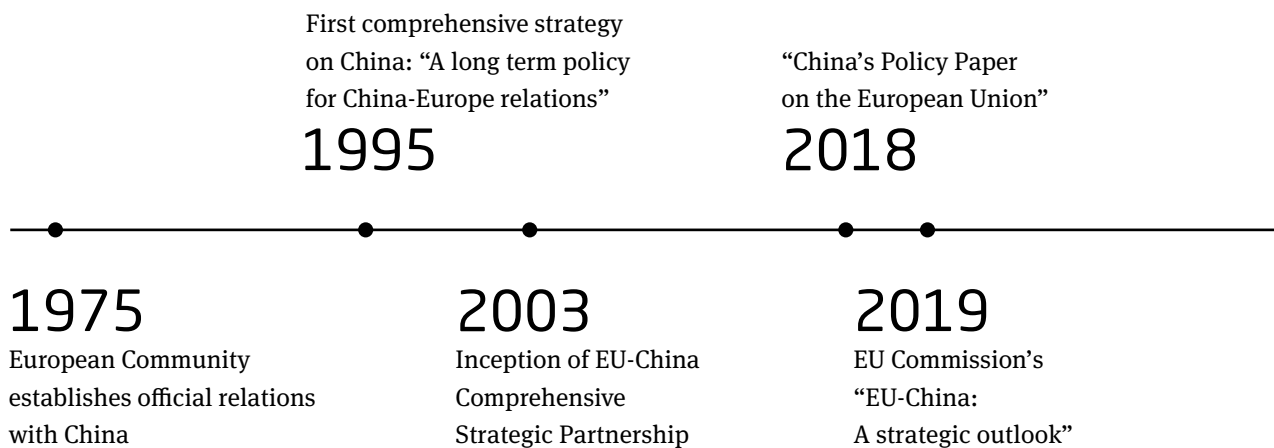 First comprehensive strategy
on China: “A long term policy
for China-Europe relations”
1995
“China’s Policy Paper
on the European Union”
2018
1975
European Community
establishes official relations
with China
2003
Inception of EU-China
Comprehensive
Strategic Partnership
2019
EU Commission’s
“EU-China:
A strategic outlook”